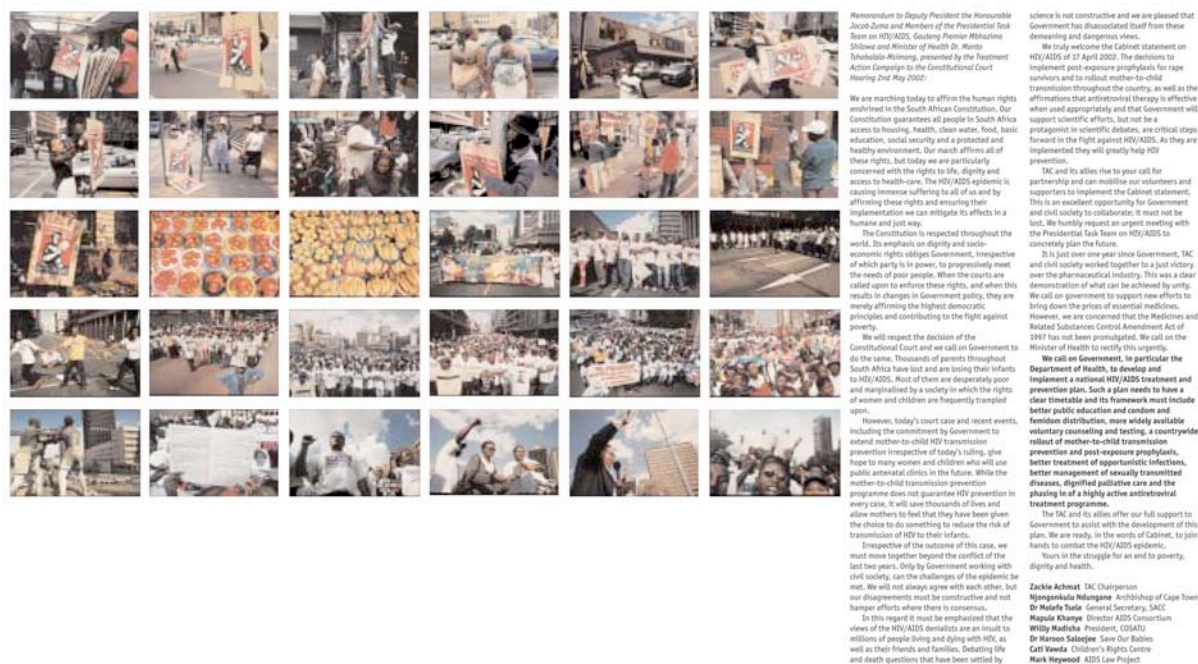 Memorandum to Deputy President the Honourable
Jacob Zuma and Members of the Presidential Task
Team on HIV/AIDS, Gauteng Premier Mbhazima
Shilowa and Minister of Health Dr. Manto
Tshabalala-Msimang, presented by the Treatment
Action Campaign to the Constitutional Court
Hearing 2nd May 2002:
We are marching today to affirm the human rights
enshrined in the South African Constitution. Our
Constitution guarantees all people in South Africa
access to housing, health, clean water, food, basic
education, social security and a protected and
healthy environment. Our march affirms all of
these rights, but today we are particularly
concerned with the rights to life, dignity and
access to health-care. The HIV/AIDS epidemic is
causing immense suffering to all of us and by
affirming these rights and ensuring their
implementation we can mitigate its effects in a
humane and just way.
The Constitution is respected throughout the
world. Its emphasis on dignity and socio-
economic rights obliges Government, irrespective
of which party is in power, to progressively meet
the needs of poor people. When the courts are
called upon to enforce these rights, and when this
results in changes in Government policy, they are
merely affirming the highest democratic
principles and contributing to the fight against
poverty.
We will respect the decision of the
Constitutional Court and we call on Government to
do the same. Thousands of parents throughout
South Africa have lost and are losing their infants
to HIV/AIDS. Most of them are desperately poor
and marginalised by a society in which the rights
of women and children are frequently trampled
upon.
However, today's court case and recent events,
including the commitment by Government to
extend mother-to-child HIV transmission
prevention irrespective of today's ruling, give
hope to many women and children who will use
public antenatal clinics in the future. While the
mother-to-child transmission prevention
programme does not guarantee HIV prevention in
every case, it will save thousands of lives and
allow mothers to feel that they have been given
the choice to do something to reduce the risk of
transmission of HIV to their infants.
Irrespective of the outcome of this case, we
must move together beyond the conflict of the
last two years. Only by Government working with
civil society, can the challenges of the epidemic be
met. We will not always agree with each other, but
our disagreements must be constructive and not
hamper efforts where there is consensus.
In this regard it must be emphasized that the
views of the HIV/AIDS denialists are an insult to
millions of people living and dying with HIV, as
well as their friends and families. Debating life
and death questions that have been settled by
science is not constructive and we are pleased that
Government has disassociated itself from these
demeaning and dangerous views.
We truly welcome the Cabinet statement on
HIV/AIDS of 17 April 2002. The decisions to
implement post-exposure prophylaxis for rape
survivors and to rollout mother-to-child
transmission throughout the country, as well as the
affirmations that antiretroviral therapy is effective
when used appropriately and that Government will
support scientific efforts, but not be a
protagonist in scientific debates, are critical steps
forward in the fight against HIV/AIDS. As they are
implemented they will greatly help HIV
prevention.
TAC and its allies rise to your call for
partnership and can mobilise our volunteers and
supporters to implement the Cabinet statement.
This is an excellent opportunity for Government
and civil society to collaborate; it must not be
lost. We humbly request an urgent meeting with
the Presidential Task Team on HIV/AIDS to
concretely plan the future.
It is just over one year since Government, TAC
and civil society worked together to a just victory
over the pharmaceutical industry. This was a clear
demonstration of what can be achieved by unity.
We call on government to support new efforts to
bring down the prices of essential medicines.
However, we are concerned that the Medicines and
Related Substances Control Amendment Act of
1997 has not been promulgated. We call on the
Minister of Health to rectify this urgently.
We call on Government, in particular the
Department of Health, to develop and
implement a national HIV/AIDS treatment and
prevention plan. Such a plan needs to have a
clear timetable and its framework must include
better public education and condom and
femidom distribution, more widely available
voluntary counseling and testing, a countrywide
rollout of mother-to-child transmission
prevention and post-exposure prophylaxis,
better treatment of opportunistic infections,
better management of sexually transmitted
diseases, dignified palliative care and the
phasing in of a highly active antiretroviral
treatment programme.
The TAC and its allies offer our full support to
Government to assist with the development of this
plan. We are ready, in the words of Cabinet, to join
hands to combat the HIV/AIDS epidemic.
Yours in the struggle for an end to poverty,
dignity and health.
Zackie Achmat TAC Chairperson
Njongonkulu Ndungane Archbishop of Cape Town
Dr Molefe Tsele General Secretary, SACC
Mapule Khanye Director AIDS Consortium
Willy Madisha President, COSATU
Dr Haroon Saloojee Save Our Babies
Cati Vawda Children's Rights Centre
Mark Heywood AIDS Law Project